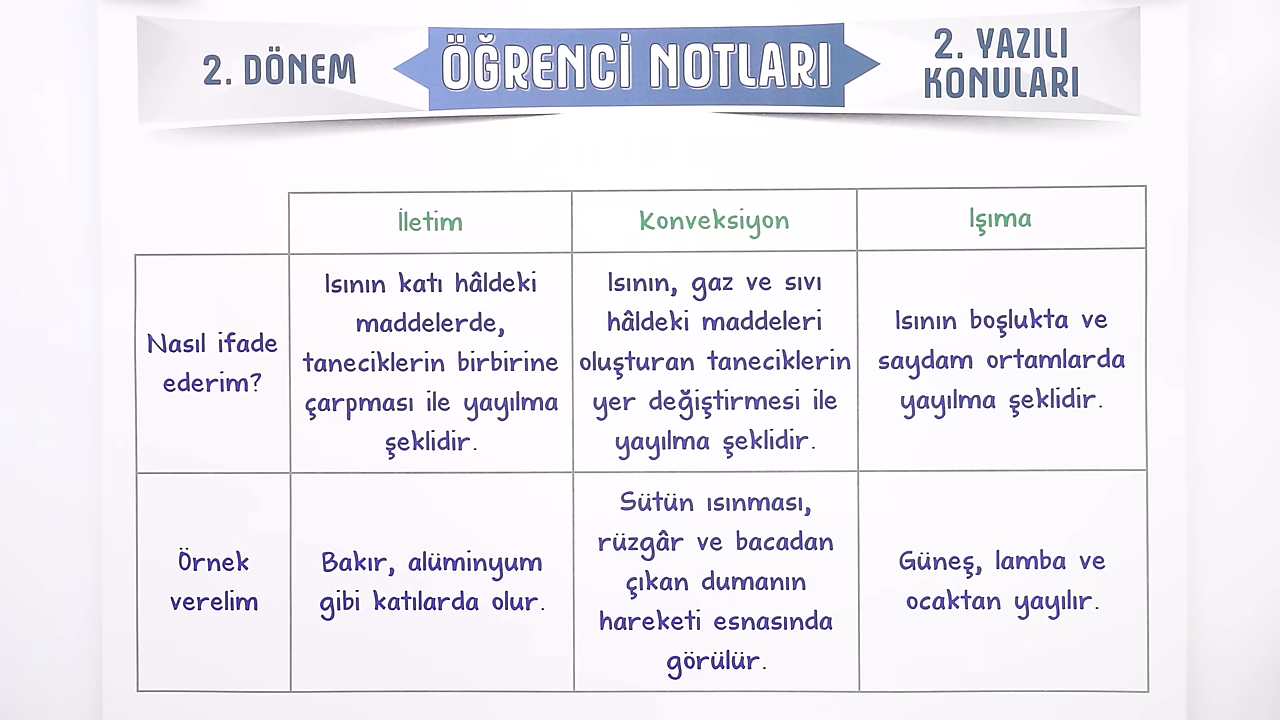 2. DÖNEM
ÖĞRENCİ NOTLARI
2. YAZILI
KONULARI
İletim
Konveksiyon
Işıma
Nasıl ifade
ederim?
Isının katı hâldeki
maddelerde,
taneciklerin birbirine
çarpması ile yayılma
şeklidir.
Isının, gaz ve sıvı
hâldeki maddeleri
oluşturan taneciklerin
yer değiştirmesi ile
yayılma şeklidir.
Isının boşlukta ve
saydam ortamlarda
yayılma şeklidir.
Örnek
verelim
Bakır, alüminyum
gibi katılarda olur.
Sütün ısınması,
rüzgâr ve bacadan
çıkan dumanın
hareketi esnasında
görülür.
Güneş, lamba ve
ocaktan yayılır.